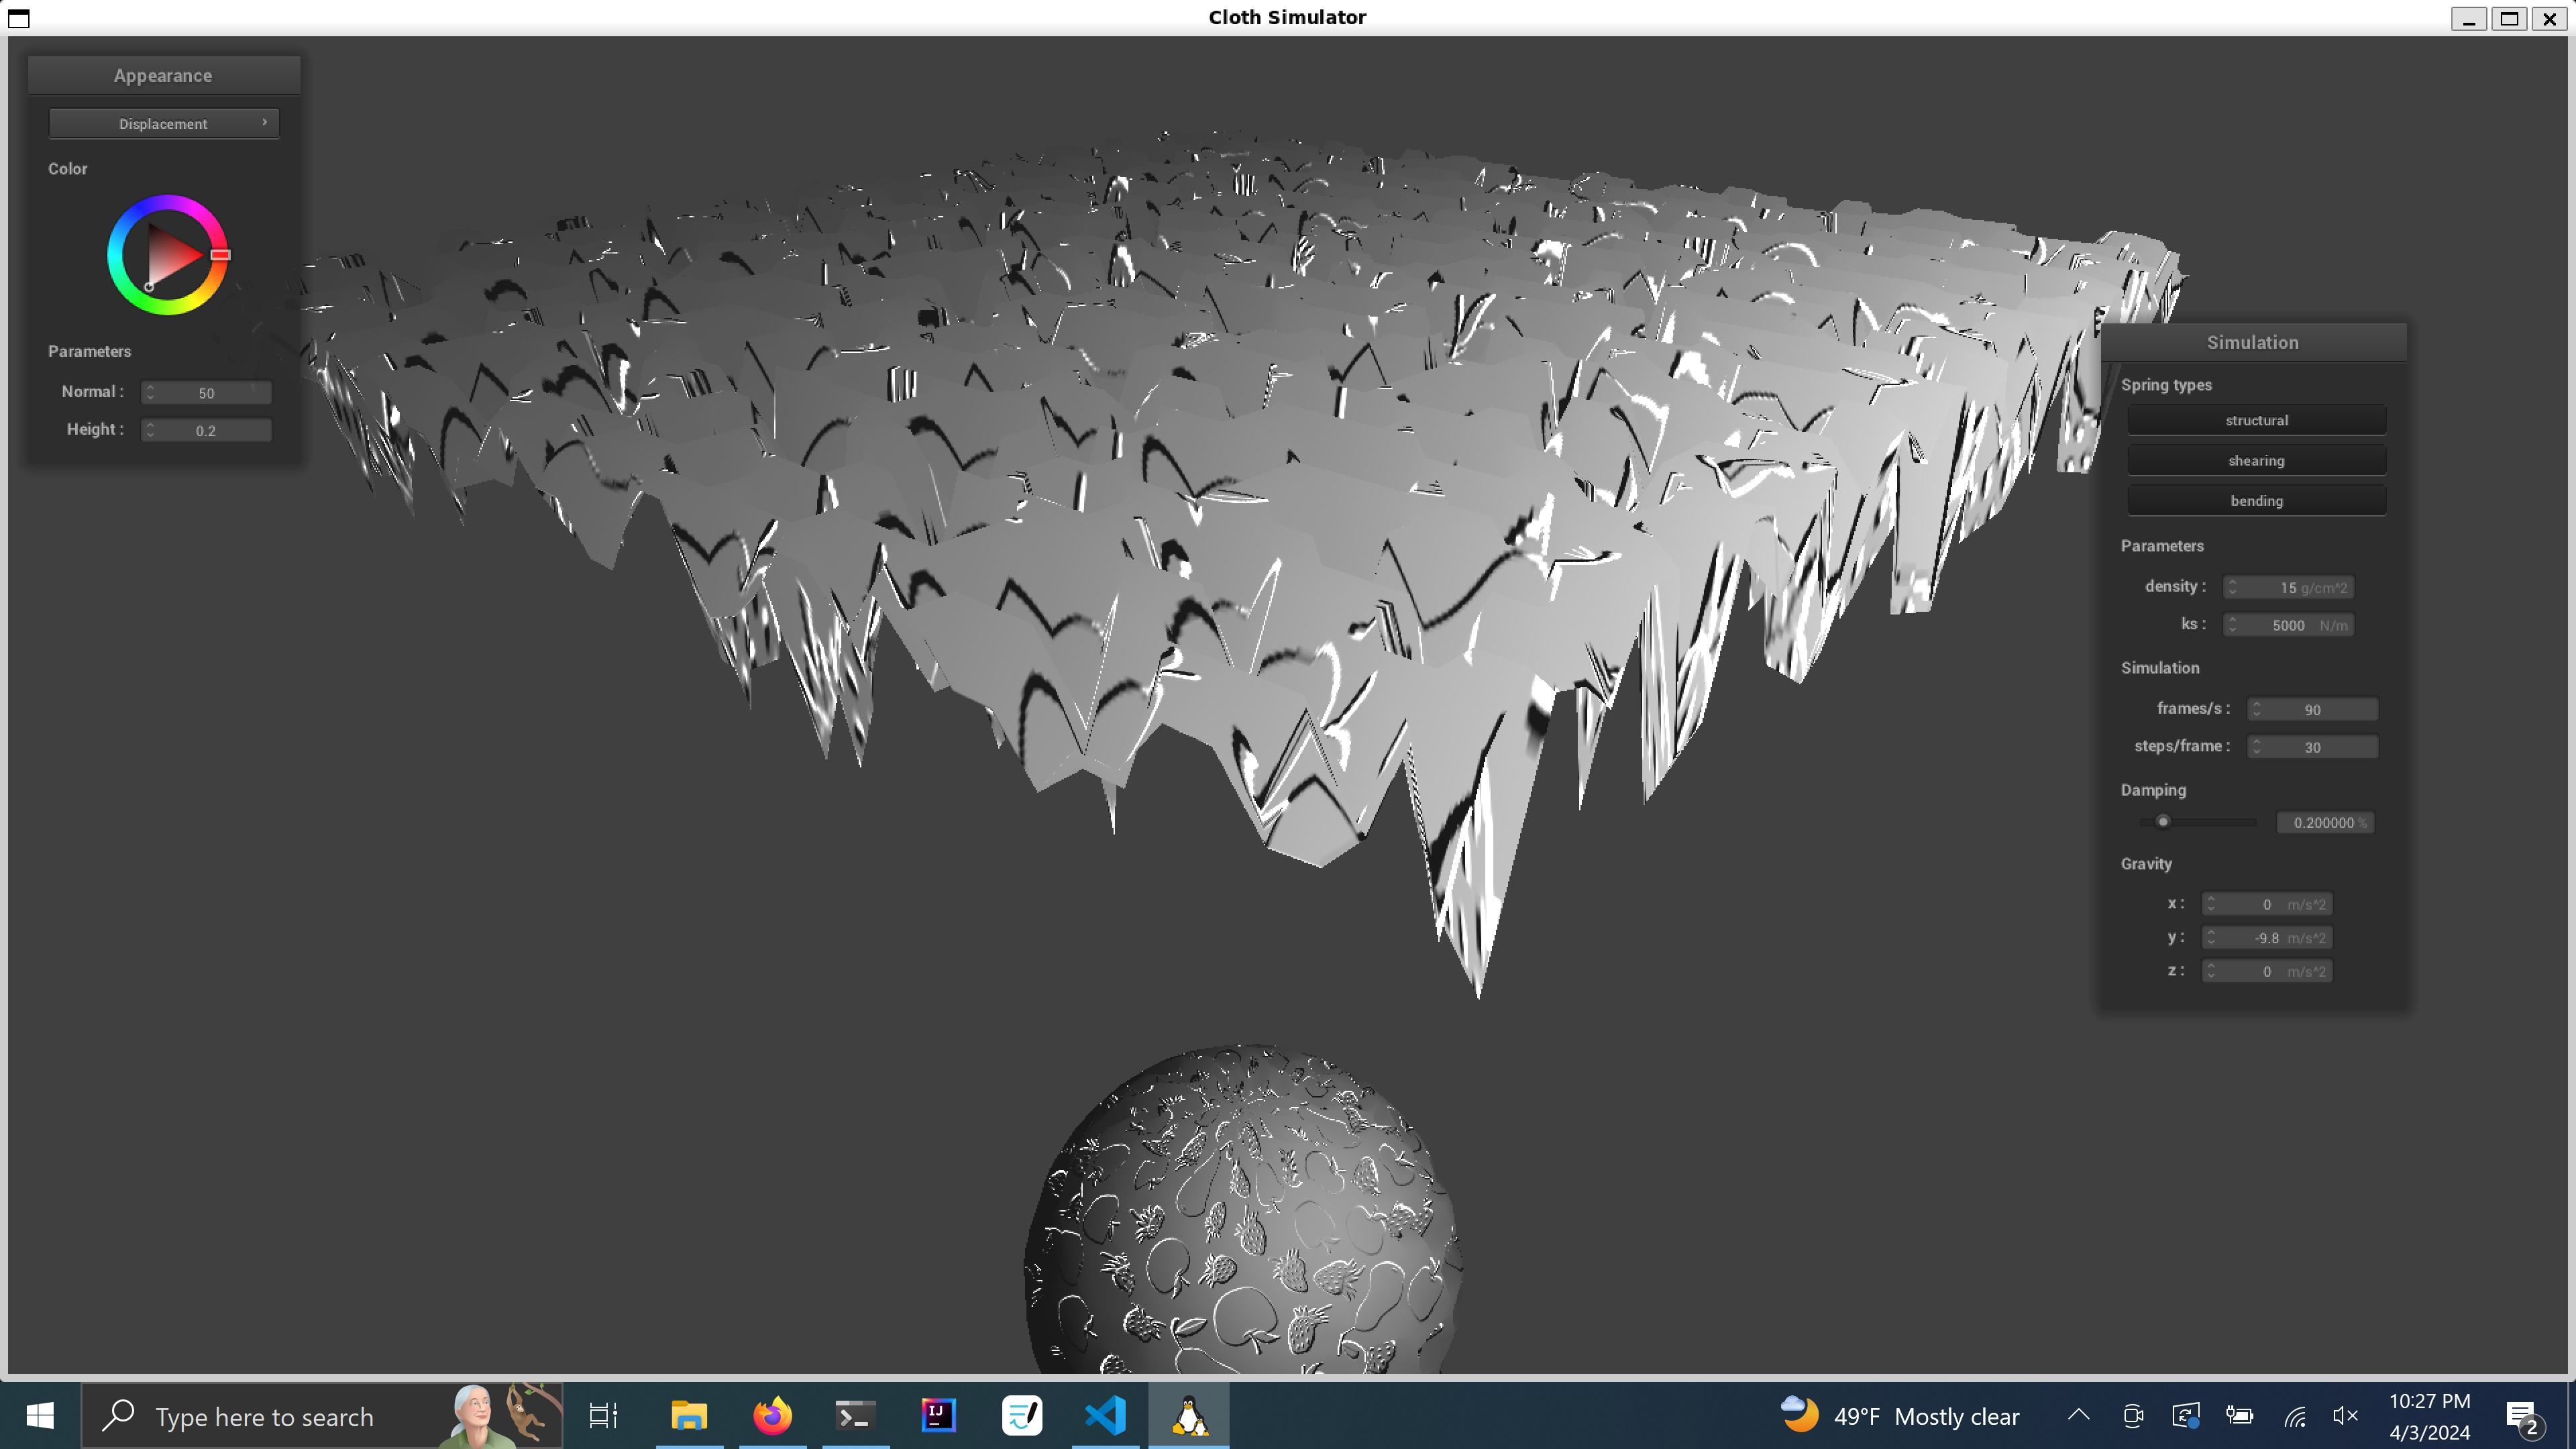 Cloth Simulator
Appearance
Displacement
Color
Parameters
Normal : 50
Height : 0.2
Simulation
Spring types
structural
shearing
bending
Parameters
density : 15 g/cm^2
ks : 5000 N/m
Simulation
frames/s : 90
steps/frame : 30
Damping
0.200000 %
Gravity
x : 0 m/s^2
y : -9.8 m/s^2
z : 0 m/s^2
Type here to search
IJ
49°F Mostly clear
10:27 PM
4/3/2024
2